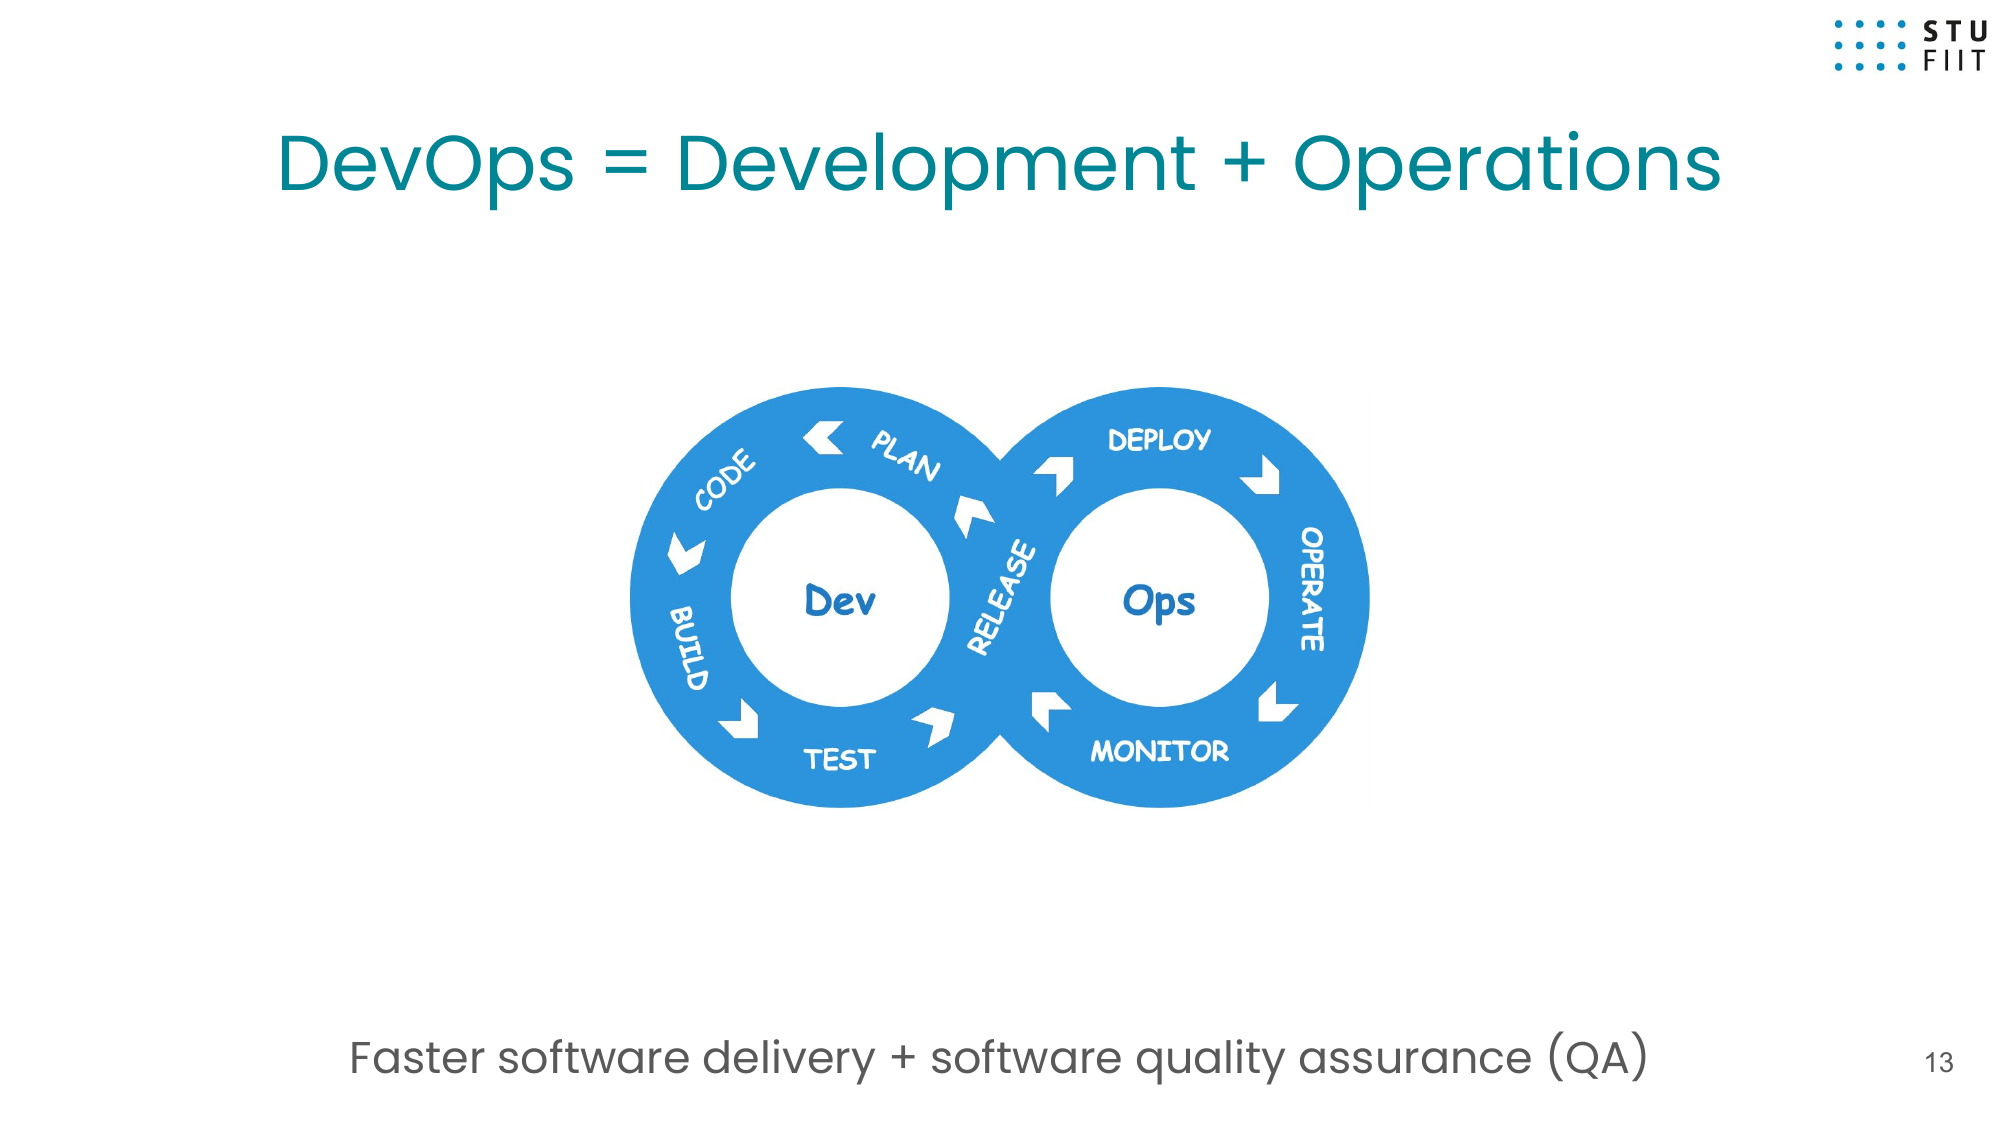 STU
FIIT
DevOps = Development + Operations
PLAN
CODE
BUILD
TEST
RELEASE
DEPLOY
OPERATE
MONITOR
Dev
Ops
Faster software delivery + software quality assurance (QA)
13